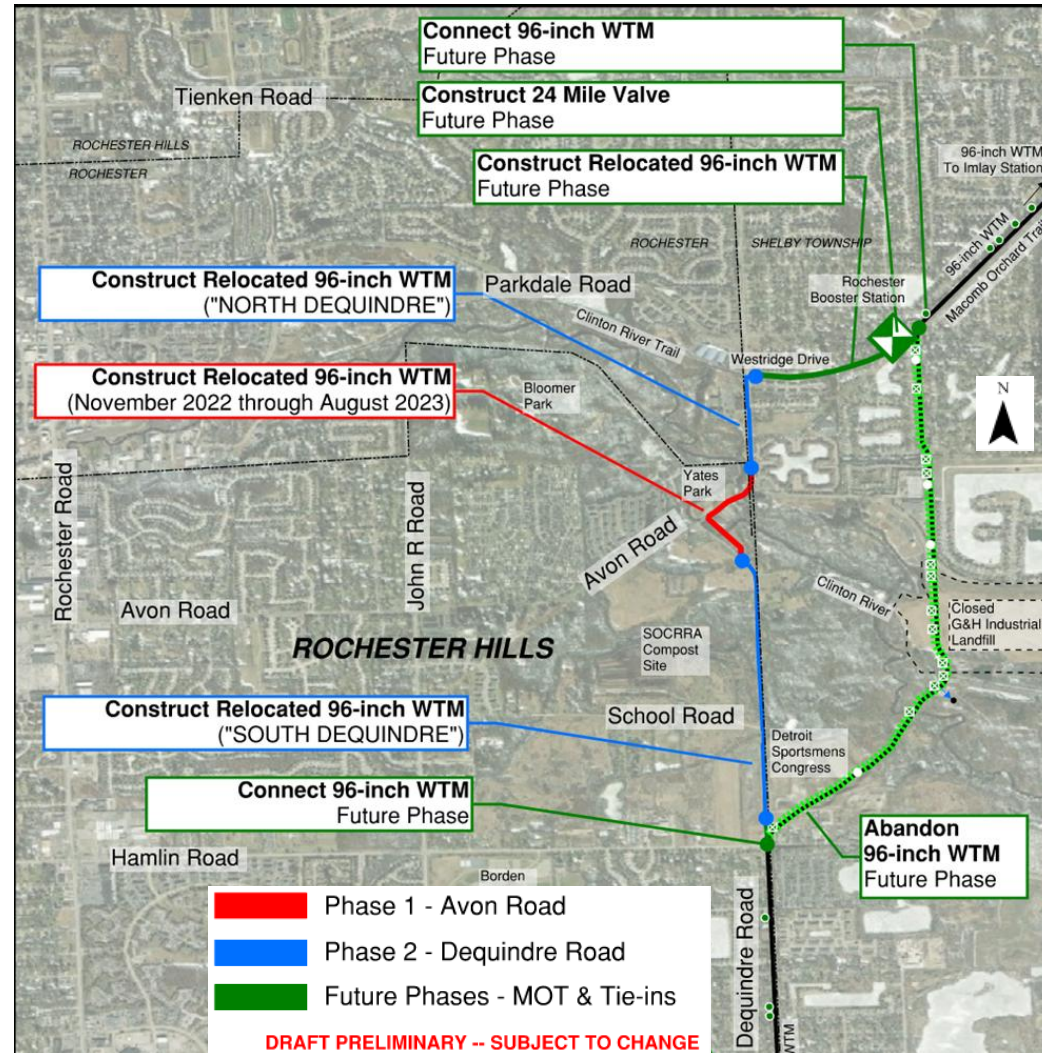 Connect 96-inch WTM
Future Phase
Tienken Road
Construct 24 Mile Valve
Future Phase
ROCHESTER HILLS
ROCHESTER
Construct Relocated 96-inch WTM
Future Phase
96-inch WTM
To Imlay Station
ROCHESTER
SHELBY TOWNSHIP
96-inch WTM
Macomb Orchard Trail
Construct Relocated 96-inch WTM
("NORTH DEQUINDRE")
Parkdale Road
Rochester
Booster Station
Clinton River Trail
Westridge Drive
Construct Relocated 96-inch WTM
(November 2022 through August 2023)
Bloomer
Park
N
Yates
Park
Rochester Road
John R Road
Avon Road
Avon Road
Clinton River
Closed
G&H Industrial
Landfill
ROCHESTER HILLS
SOCRRA
Compost
Site
Construct Relocated 96-inch WTM
("SOUTH DEQUINDRE")
School Road
Detroit
Sportsmens
Congress
Connect 96-inch WTM
Future Phase
Abandon
96-inch WTM
Future Phase
Hamlin Road
Borden
Phase 1 - Avon Road
Phase 2 - Dequindre Road
Future Phases - MOT & Tie-ins
DRAFT PRELIMINARY -- SUBJECT TO CHANGE
Dequindre Road
WTM